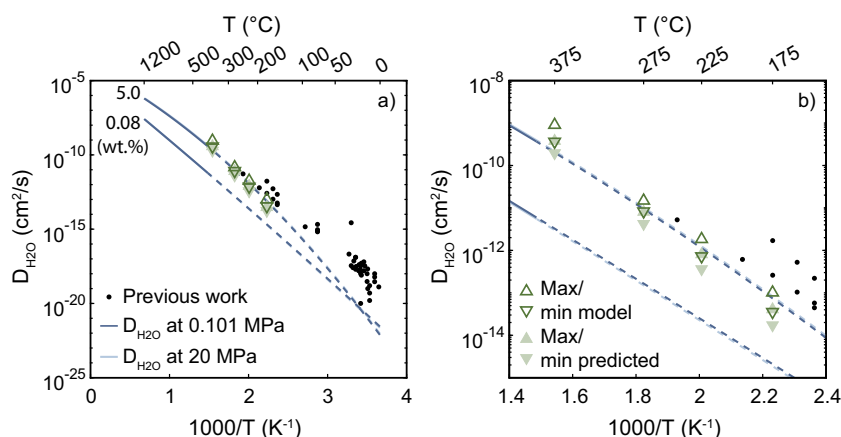 T (°C)
1200 500 300 200 100 50 0
10⁻⁵
10⁻¹⁰
10⁻¹⁵
10⁻²⁰
10⁻²⁵
D_H2O (cm²/s)
a)
5.0
0.08
(wt.%)
Previous work
D_H2O at 0.101 MPa
D_H2O at 20 MPa
0 1 2 3 4
1000/T (K⁻¹)
T (°C)
375 275 225 175
10⁻⁸
10⁻¹⁰
10⁻¹²
10⁻¹⁴
D_H2O (cm²/s)
b)
Max/
min model
Max/
min predicted
1.4 1.6 1.8 2.0 2.2 2.4
1000/T (K⁻¹)